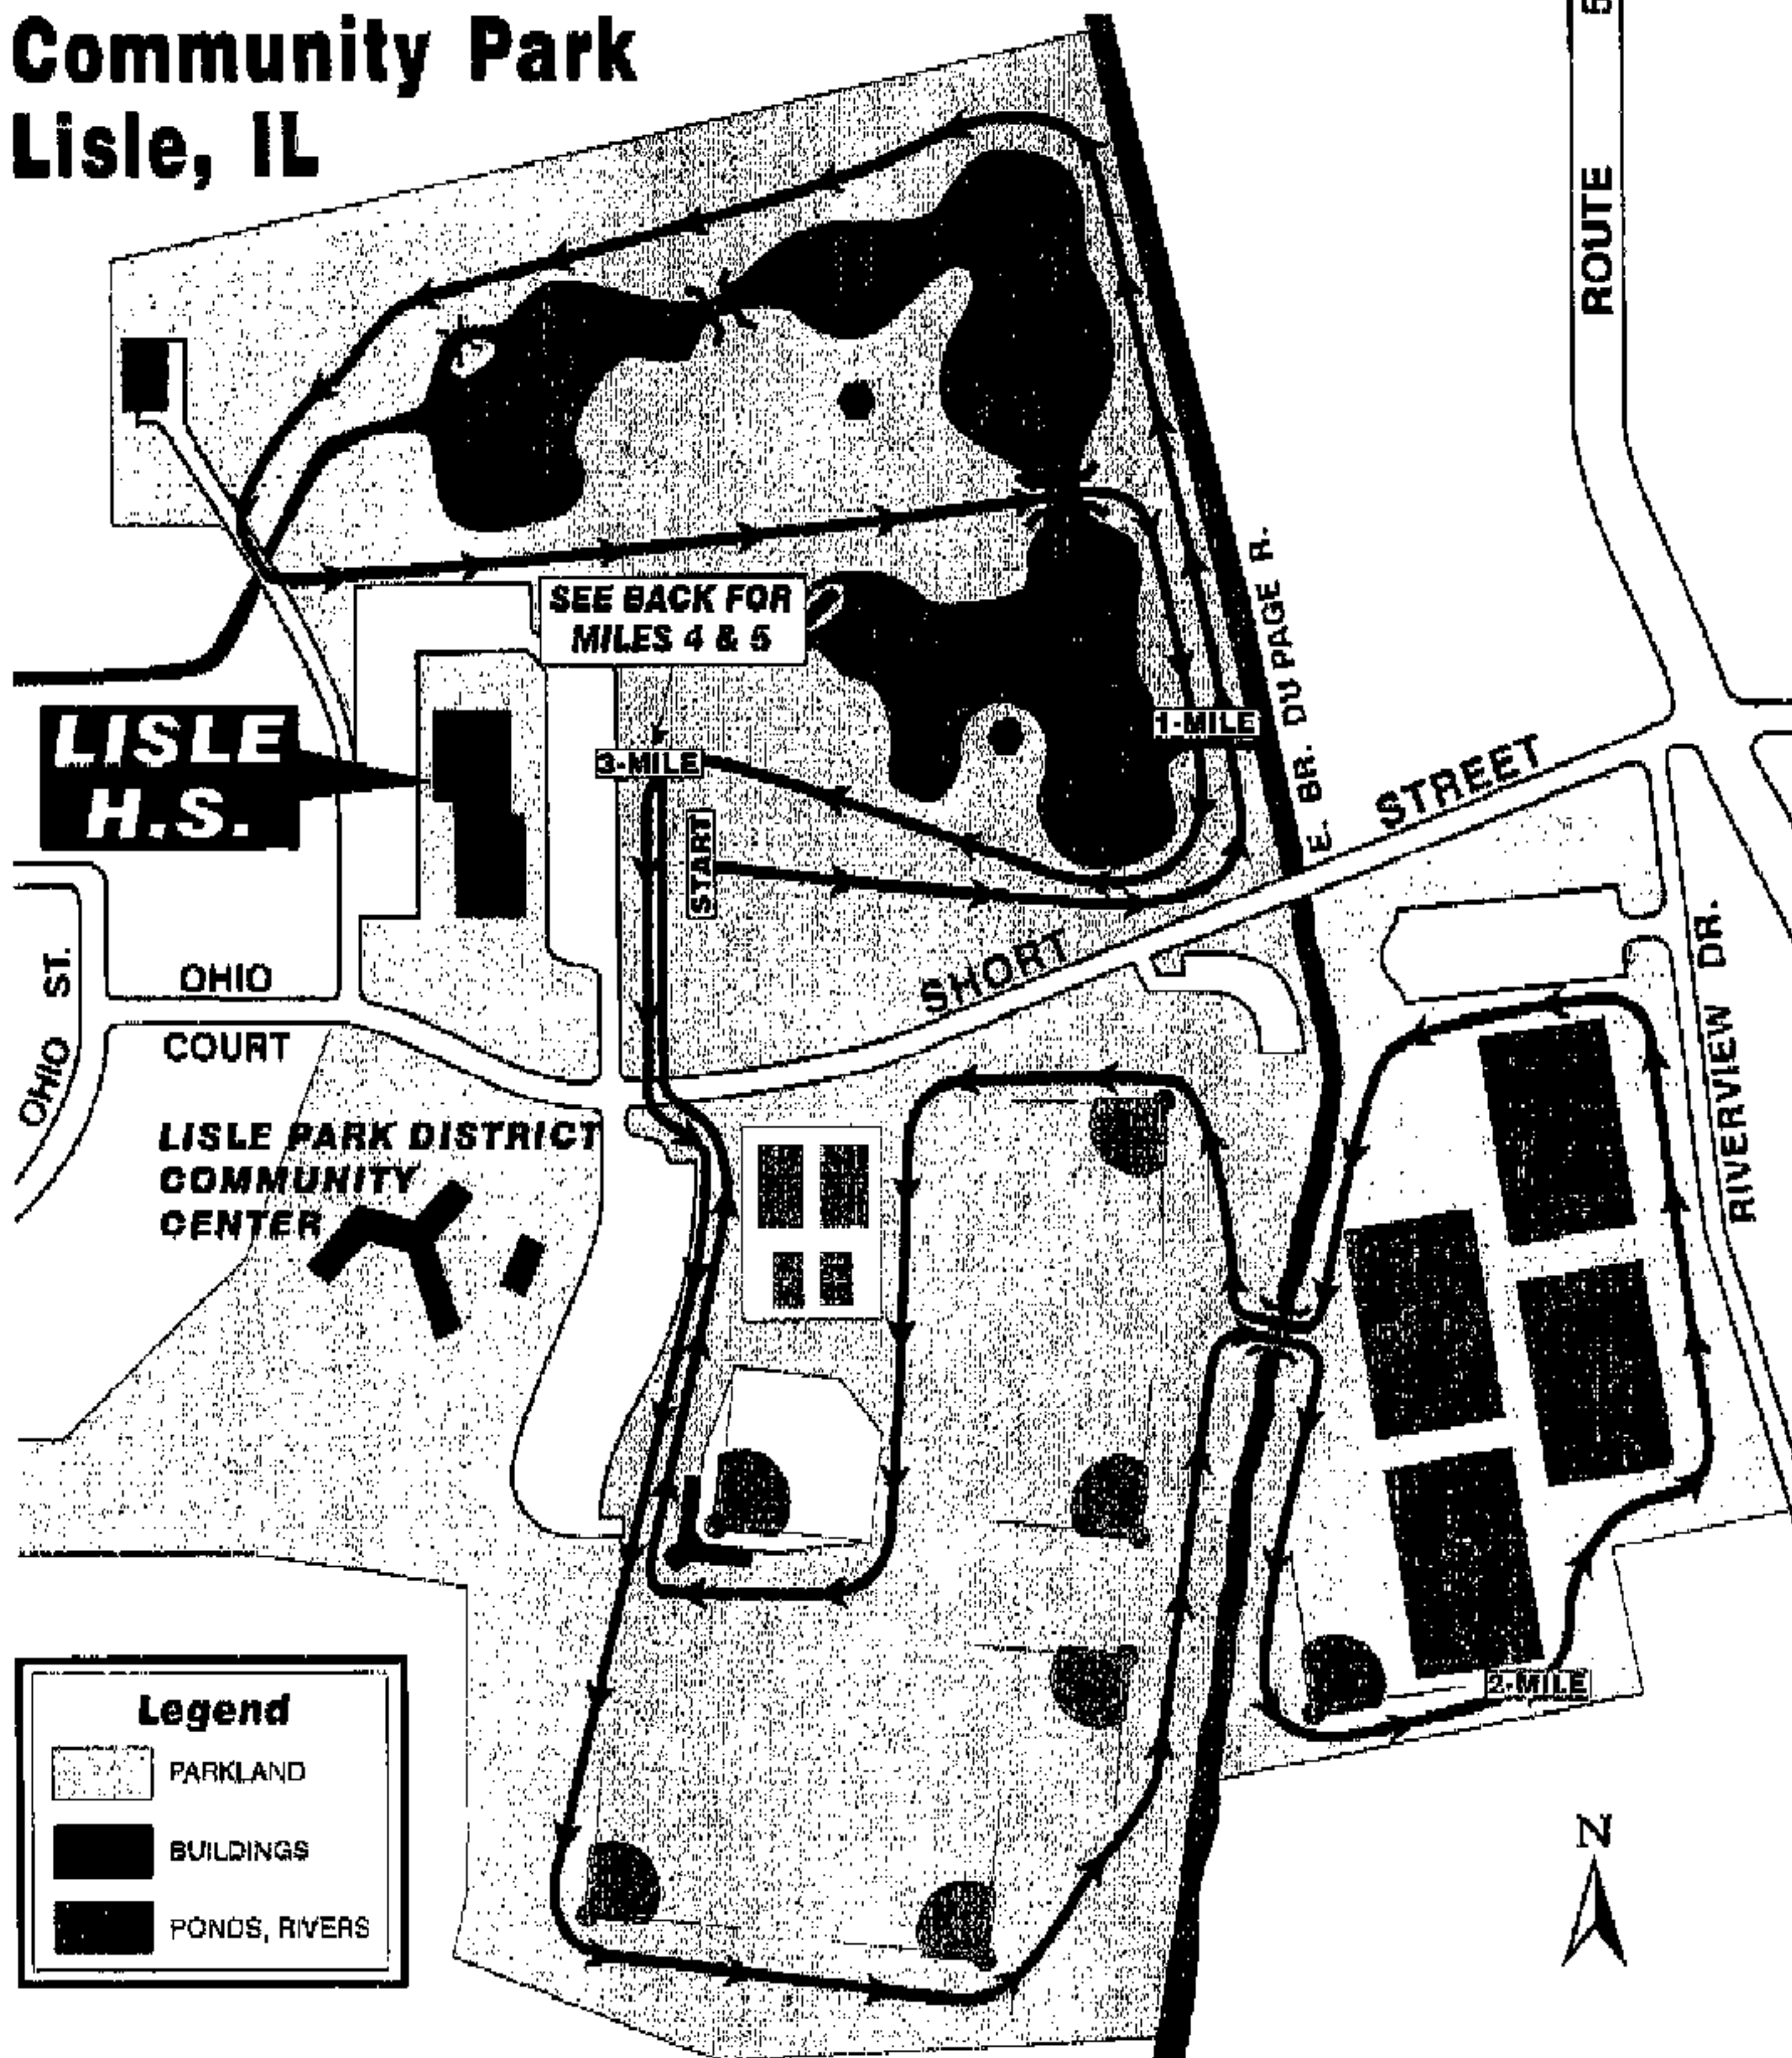 Community Park
Lisle, IL
ROUTE 5
SEE BACK FOR
MILES 4 & 5
E. BR. DU PAGE R.
LISLE
H.S.
3-MILE
1-MILE
START
SHORT STREET
OHIO ST.
OHIO
COURT
OHIO
RIVERVIEW DR.
LISLE PARK DISTRICT
COMMUNITY
CENTER
2-MILE
Legend
PARKLAND
BUILDINGS
PONDS, RIVERS
N